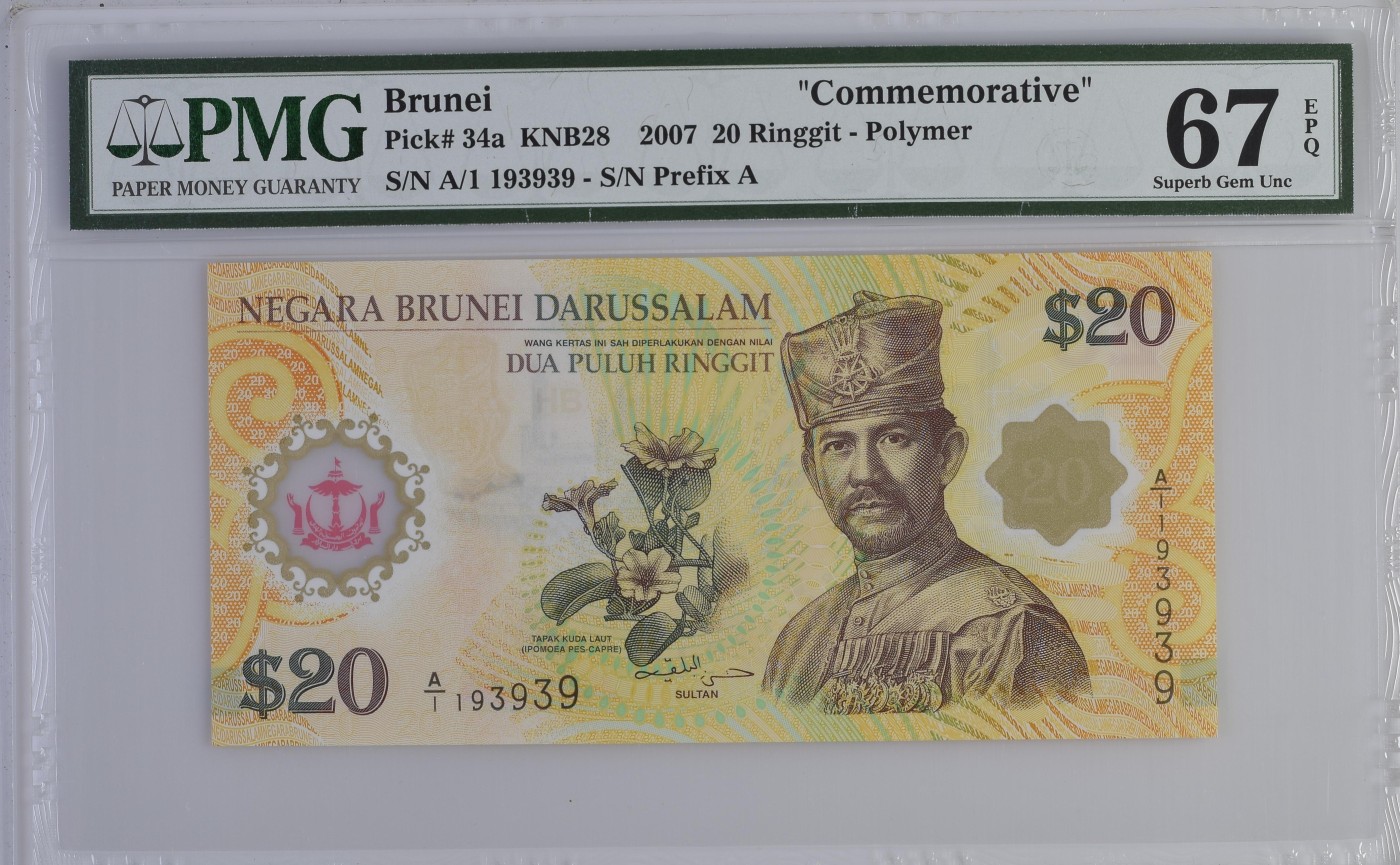 PMG
PAPER MONEY GUARANTY
Brunei
"Commemorative"
Pick# 34a KNB28 2007 20 Ringgit - Polymer
S/N A/1 193939 - S/N Prefix A
67
EPQ
Superb Gem Unc
NEGARA BRUNEI DARUSSALAM
WANG KERTAS INI SAH DIPERLAKUKAN DENGAN NILAI
DUA PULUH RINGGIT
$20
20
A/1 193939
TAPAK KUDA LAUT
(IPOMOEA PES-CAPRE)
SULTAN
$20
A/1 193939